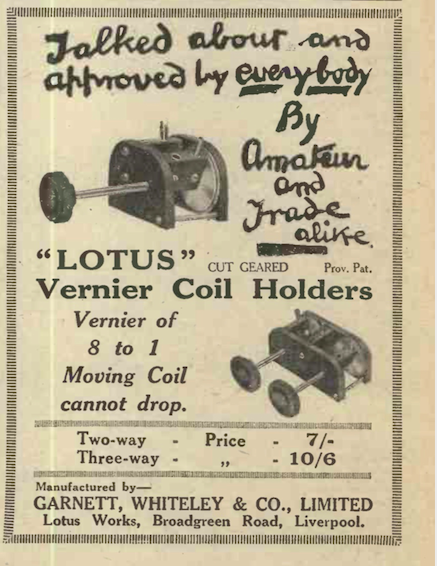 Talked about and
approved by everybody
By
Amateur
and
Trade
alike.
"LOTUS" CUT GEARED Prov. Pat.
Vernier Coil Holders
Vernier of
8 to 1
Moving Coil
cannot drop.
Two-way - Price - 7/-
Three-way - ,, - 10/6
Manufactured by—
GARNETT, WHITELEY & CO., LIMITED
Lotus Works, Broadgreen Road, Liverpool.